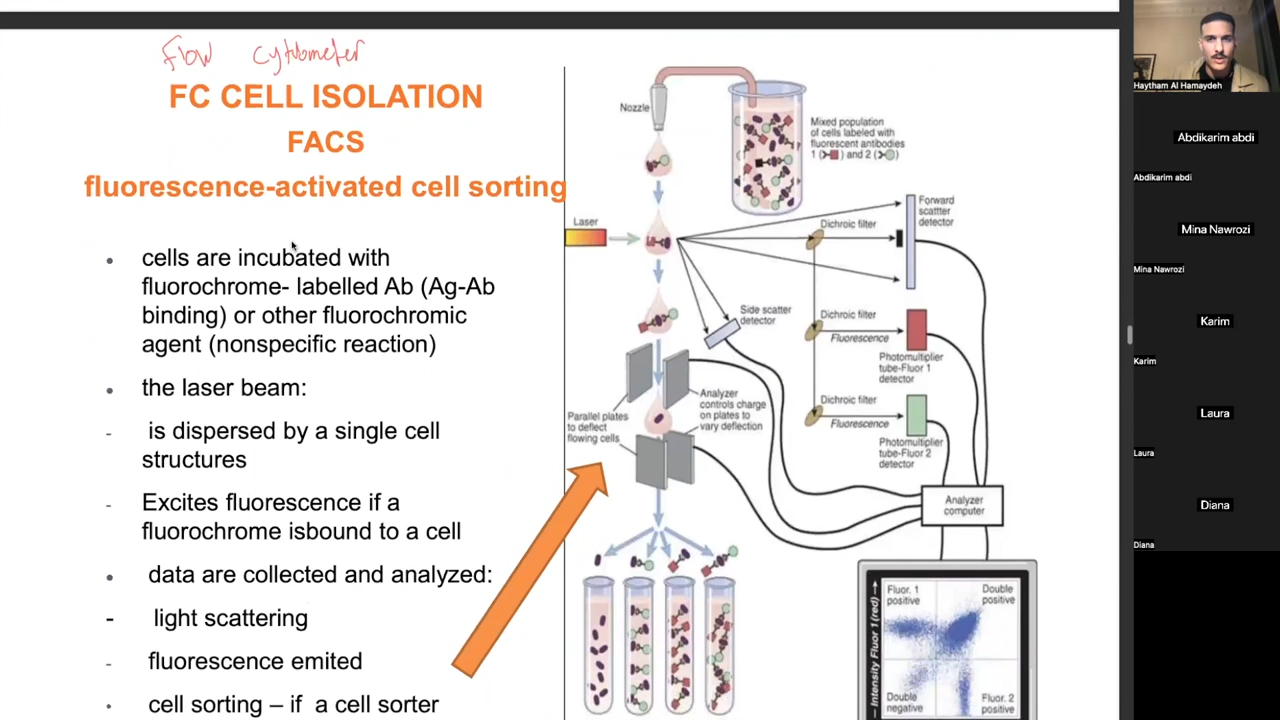 Flow cytometer
FC CELL ISOLATION
FACS
fluorescence-activated cell sorting
• cells are incubated with
fluorochrome- labelled Ab (Ag-Ab
binding) or other fluorochromic
agent (nonspecific reaction)
• the laser beam:
- is dispersed by a single cell
structures
- Excites fluorescence if a
fluorochrome isbound to a cell
• data are collected and analyzed:
- light scattering
- fluorescence emited
• cell sorting – if a cell sorter
Nozzle
Mixed population
of cells labeled with
fluorescent antibodies
1 ( ) and 2 ( )
Laser
Dichroic filter
Forward
scattter
detector
Side scatter
detector
Dichroic filter
Fluorescence
Photomultiplier
tube-Fluor 1
detector
Parallel plates
to deflect
flowing cells
Analyzer
controls charge
on plates to
vary deflection
Dichroic filter
Fluorescence
Photomultiplier
tube-Fluor 2
detector
Analyzer
computer
Intensity Fluor 1(red)
Fluor. 1
positive
Double
positive
Double
negative
Fluor. 2
positive
Haytham Al Hamaydeh
Abdikarim abdi
Abdikarim abdi
Mina Nawrozi
Mina Nawrozi
Karim
Karim
Laura
Laura
Diana
Diana